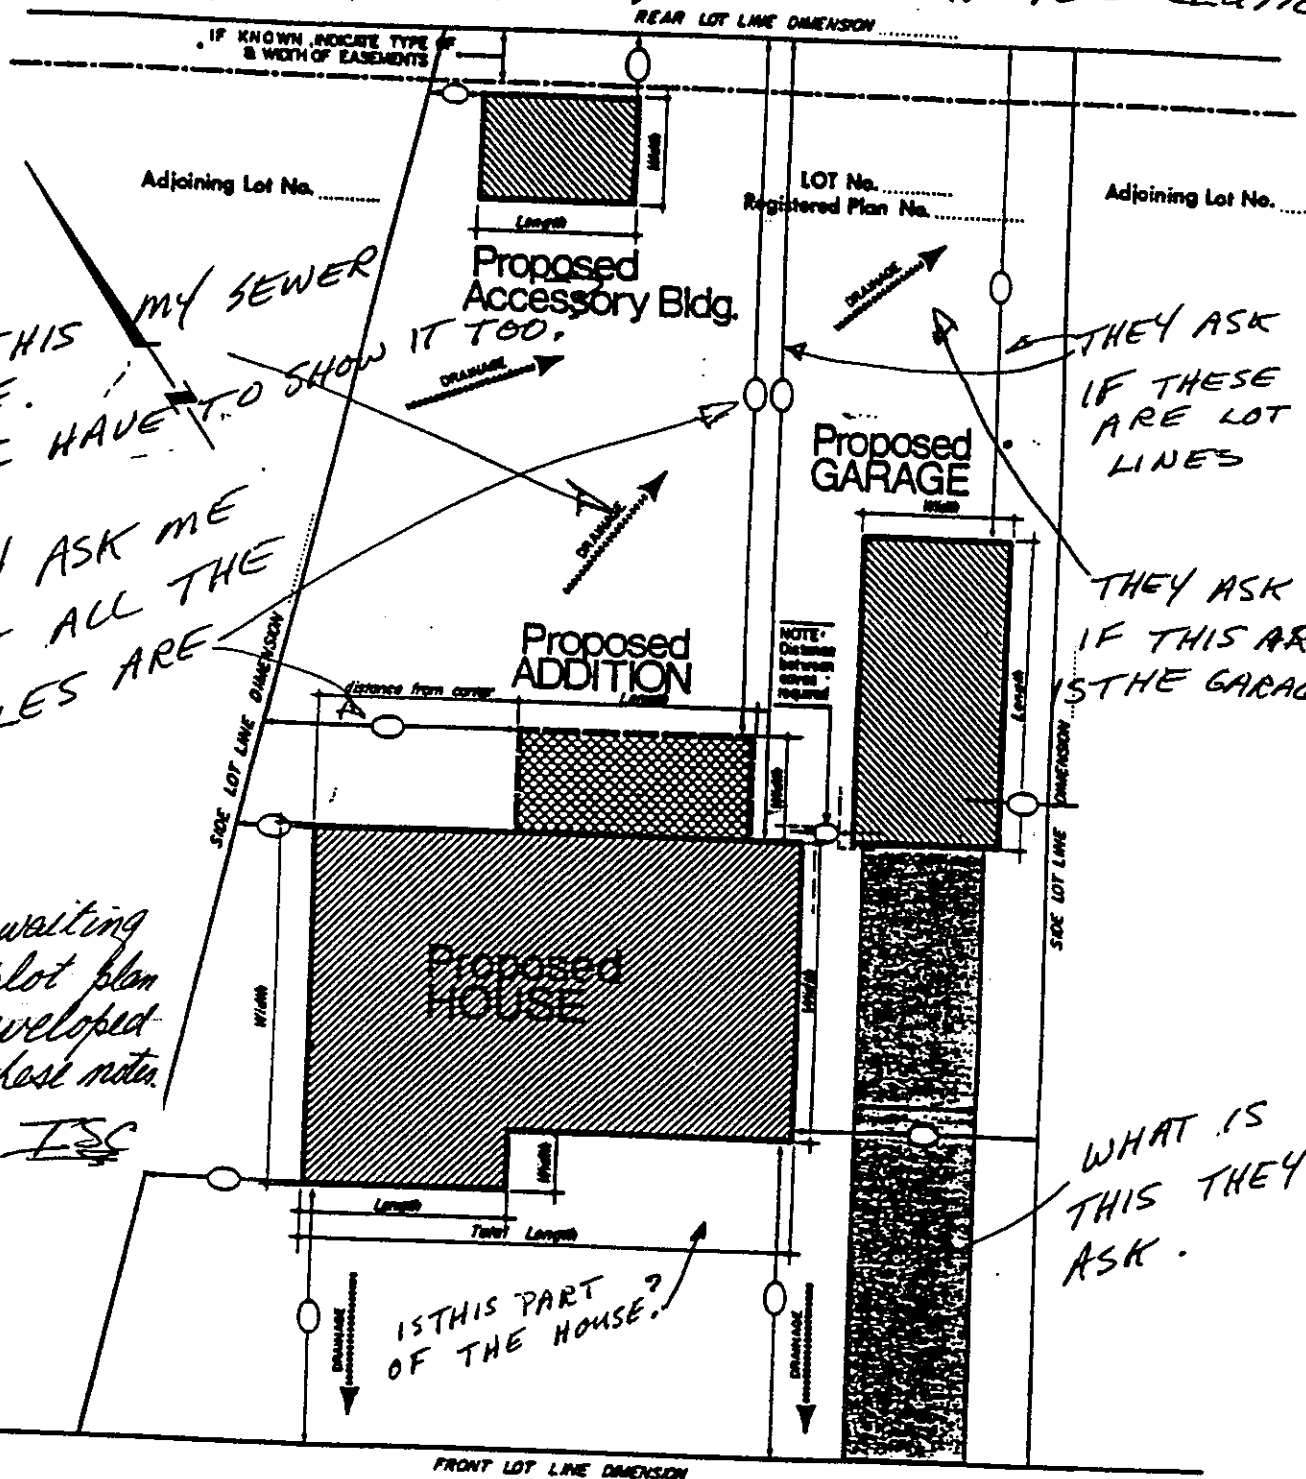 REAR LOT LINE DIMENSION
IF KNOWN INDICATE TYPE OF
& WIDTH OF EASEMENTS
Adjoining Lot No.
LOT No.
Registered Plan No.
Adjoining Lot No.
Width
Length
Proposed
Accessory Bldg.
DRAINAGE
MY SEWER
THIS
HAVE TO SHOW IT TOO.
DRAINAGE
THEY ASK
IF THESE
ARE LOT
LINES
Proposed
GARAGE
Width
Length
ASK ME
ALL THE
ARE
DRAINAGE
THEY ASK
IF THIS
IS THE
Proposed
ADDITION
Length
distance from corner
Width
NOTE:
Distance
between
eaves
required
SIDE LOT LINE DIMENSION
SIDE LOT LINE DIMENSION
Proposed
HOUSE
Width
Width
waiting
plot plan
these notes.
Width
Length
Total Length
IS THIS PART
OF THE HOUSE?
WHAT IS
THIS THEY
ASK.
DRAINAGE
DRAINAGE
FRONT LOT LINE DIMENSION